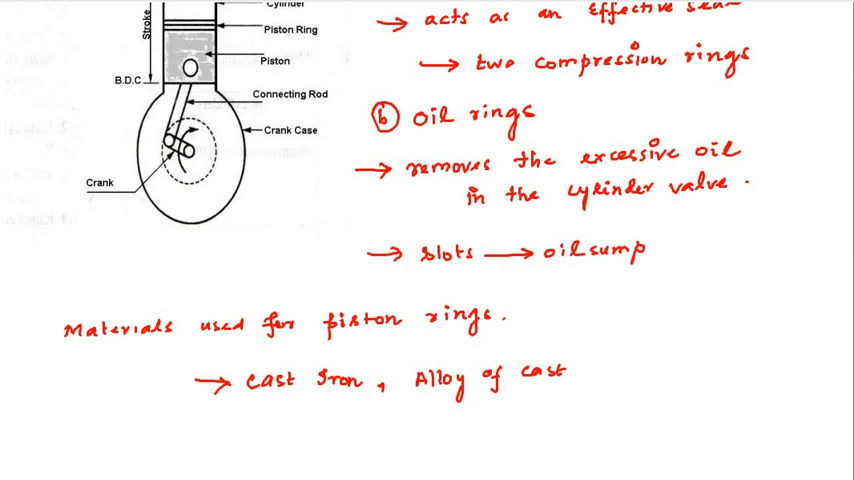 Cylinder
Stroke
Piston Ring
Piston
B.D.C
Connecting Rod
Crank Case
Crank
→ acts as an effective seal
→ two compression rings
(b) oil rings
→ removes the excessive oil
in the cylinder valve.
→ slots → oil sump
Materials used for piston rings.
→ cast Iron, Alloy of cast